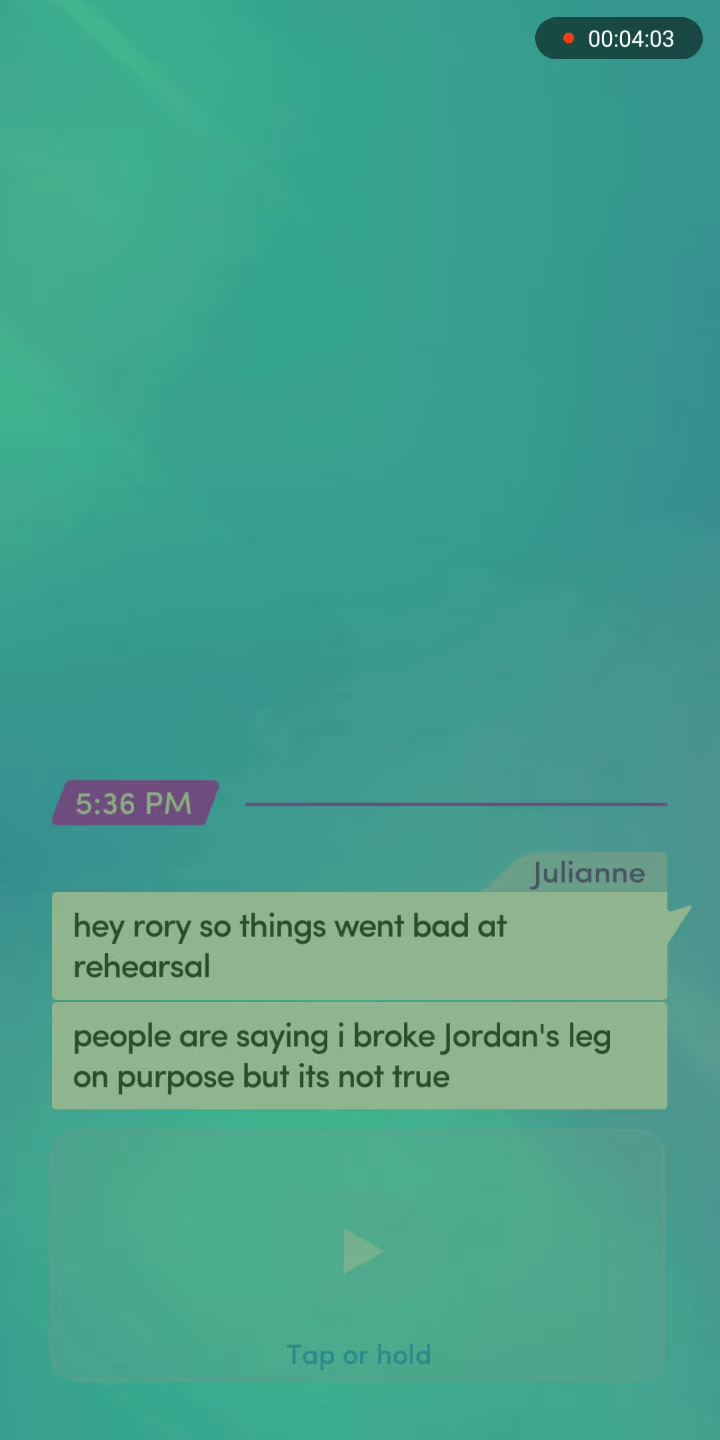 00:04:03
5:36 PM
Julianne
hey rory so things went bad at
rehearsal
people are saying i broke Jordan's leg
on purpose but its not true
Tap or hold